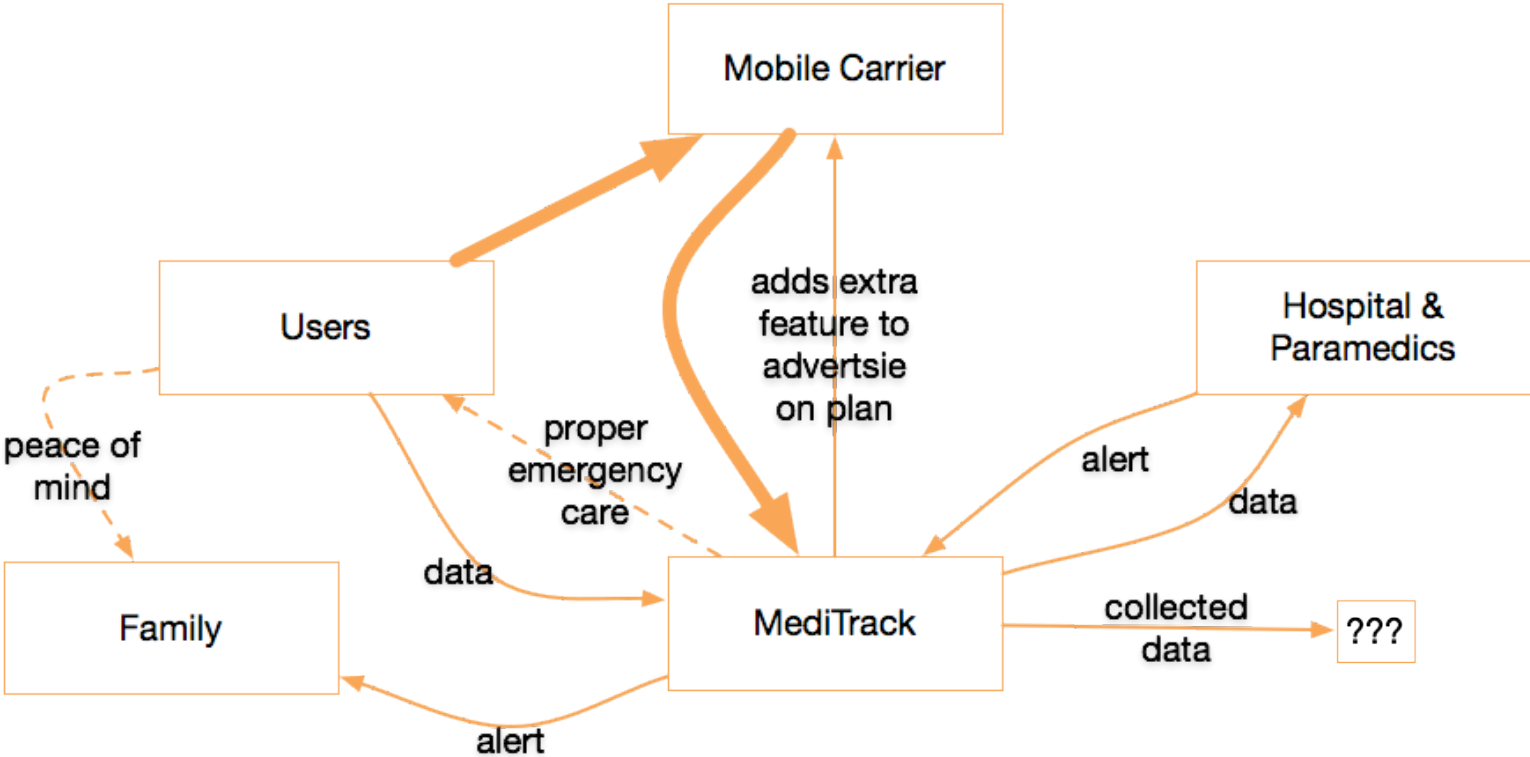 Mobile Carrier
adds extra
feature to
advertsie
on plan
Users
Hospital &
Paramedics
proper
emergency
care
peace of
mind
alert
data
data
Family
MediTrack
collected
data
???
alert